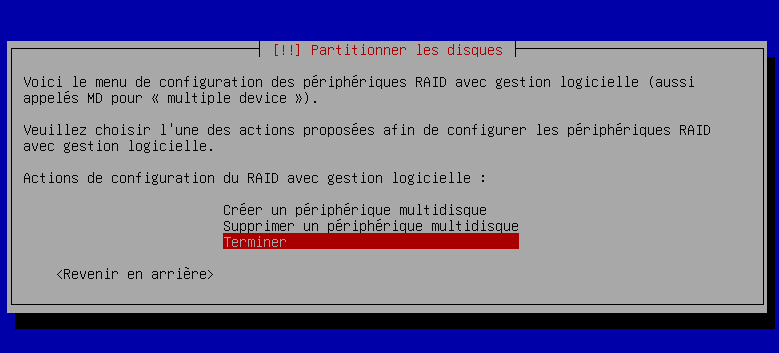 [!!] Partitionner les disques
Voici le menu de configuration des périphériques RAID avec gestion logicielle (aussi
appelés MD pour « multiple device »).
Veuillez choisir l'une des actions proposées afin de configurer les périphériques RAID
avec gestion logicielle.
Actions de configuration du RAID avec gestion logicielle :
Créer un périphérique multidisque
Supprimer un périphérique multidisque
Terminer
<Revenir en arrière>